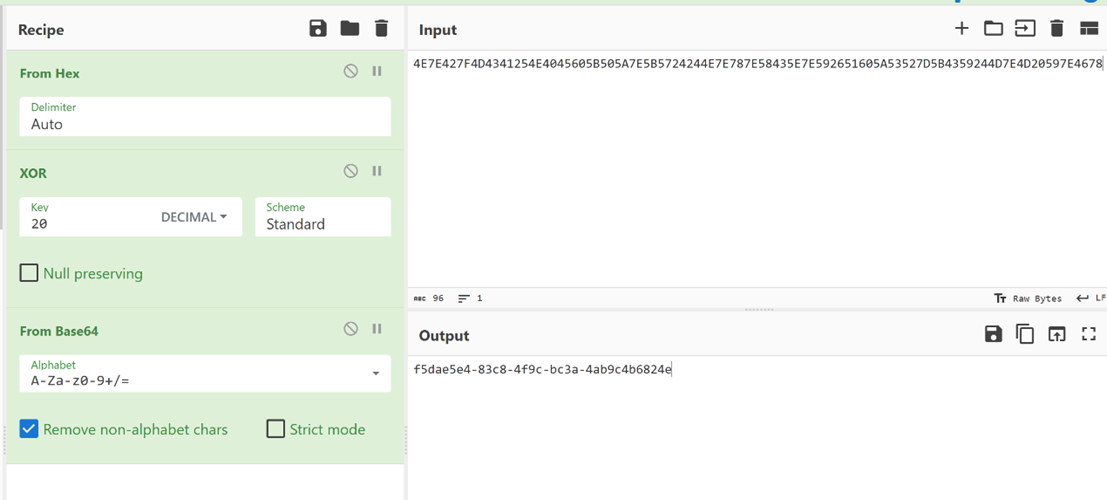 Recipe
From Hex
Delimiter
Auto
XOR
Key
20
DECIMAL
Scheme
Standard
Null preserving
From Base64
Alphabet
A-Za-z0-9+/=
Remove non-alphabet chars
Strict mode
Input
4E7E427F4D4341254E4045605B505A7E5B5724244E7E787E58435E7E592651605A53527D5B4359244D7E4D20597E4678
ABC 96 1
Tт Raw Bytes LF
Output
f5dae5e4-83c8-4f9c-bc3a-4ab9c4b6824e